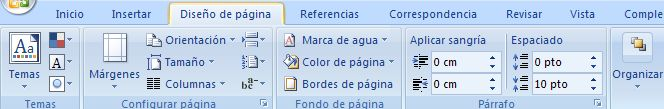 Inicio Insertar Diseño de página Referencias Correspondencia Revisar Vista Comple
Aa Orientación Marca de agua Aplicar sangría Espaciado
Temas Márgenes Tamaño Color de página 0 cm 0 pto Organizar
Columnas bª Bordes de página 0 cm 10 pto
Temas Configurar página Fondo de página Párrafo